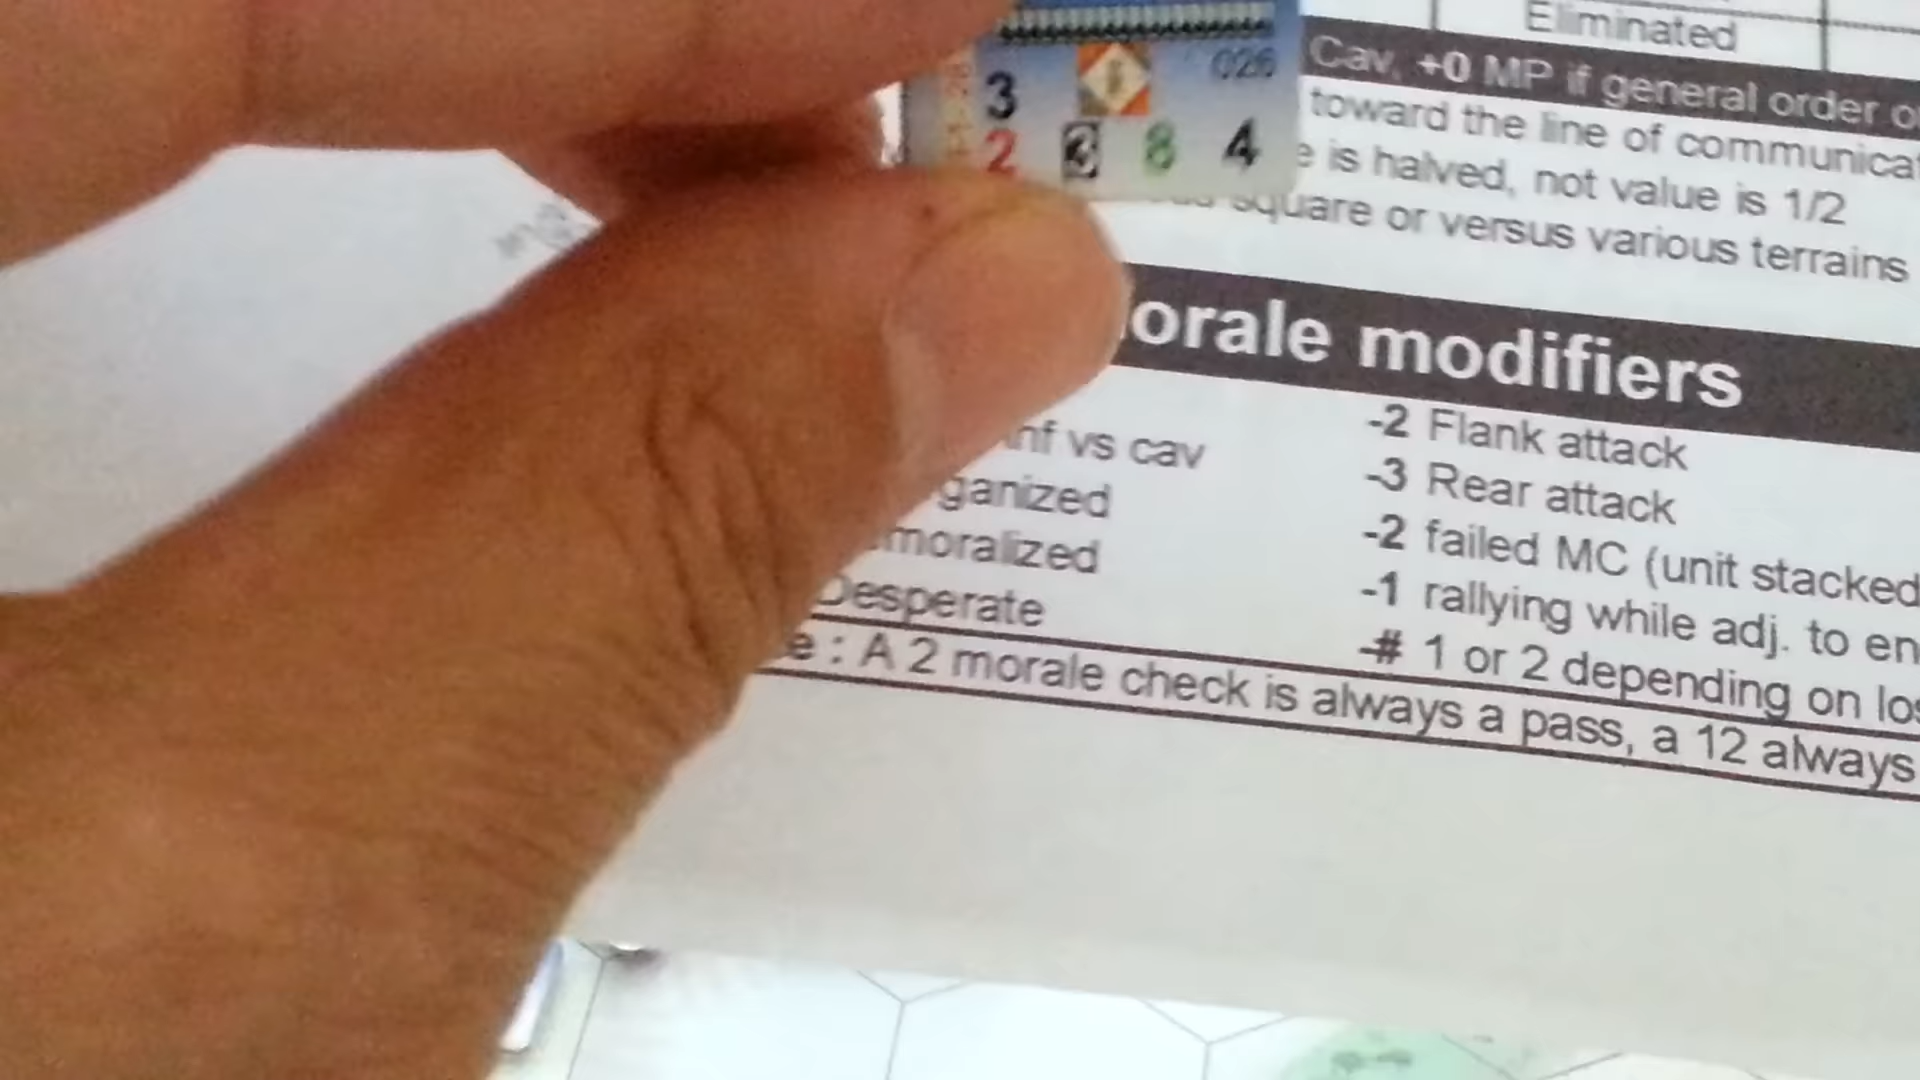 Eliminated
026
3
2 3 8 4
Cav, +0 MP if general order
toward the line of
is halved, not value is 1/2
square or versus various terrains
orale modifiers
inf vs cav
ganized
moralized
Desperate
-2 Flank attack
-3 Rear attack
-2 failed MC (unit stacked
-1 rallying while adj. to en
-# 1 or 2 depending on los
e : A 2 morale check is always a pass, a 12 always